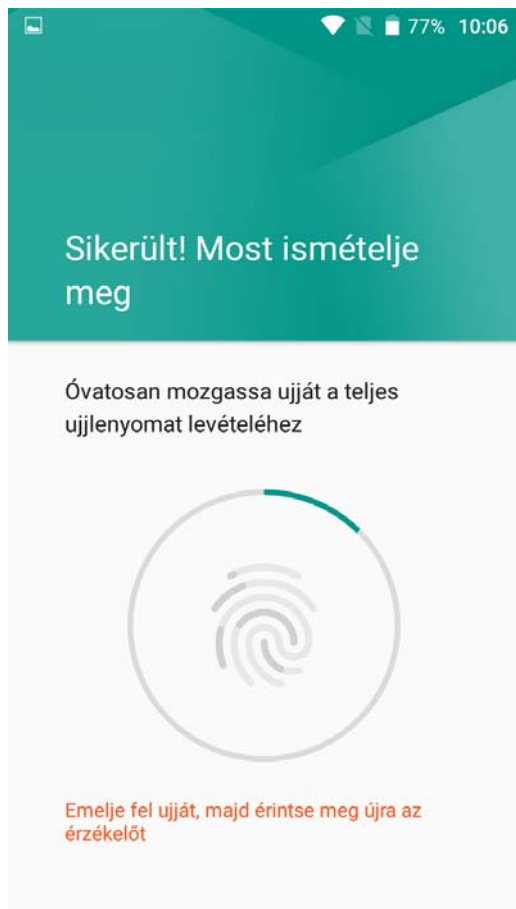 77% 10:06
Sikerült! Most ismételje
meg
Óvatosan mozgassa ujját a teljes
ujjlenyomat levételéhez
Emelje fel ujját, majd érintse meg újra az
érzékelőt